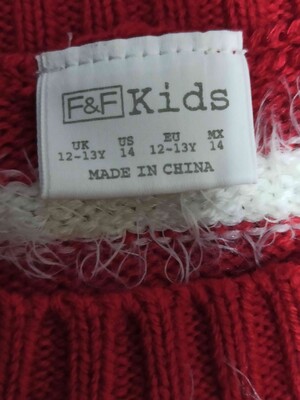 F&F Kids
UK US EU MX
12-13Y 14 12-13Y 14
MADE IN CHINA